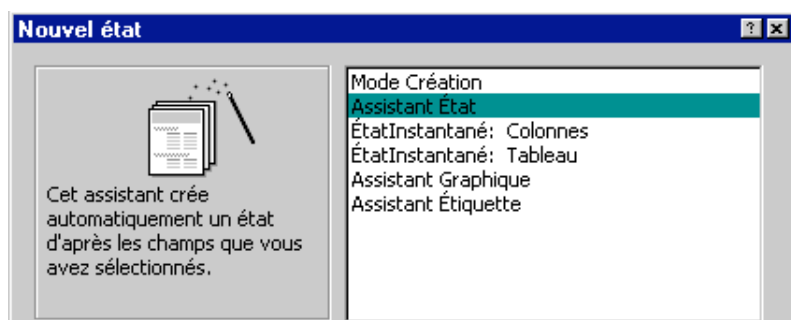 Nouvel état
Cet assistant crée
automatiquement un état
d'après les champs que vous
avez sélectionnés.
Mode Création
Assistant État
ÉtatInstantané: Colonnes
ÉtatInstantané: Tableau
Assistant Graphique
Assistant Étiquette